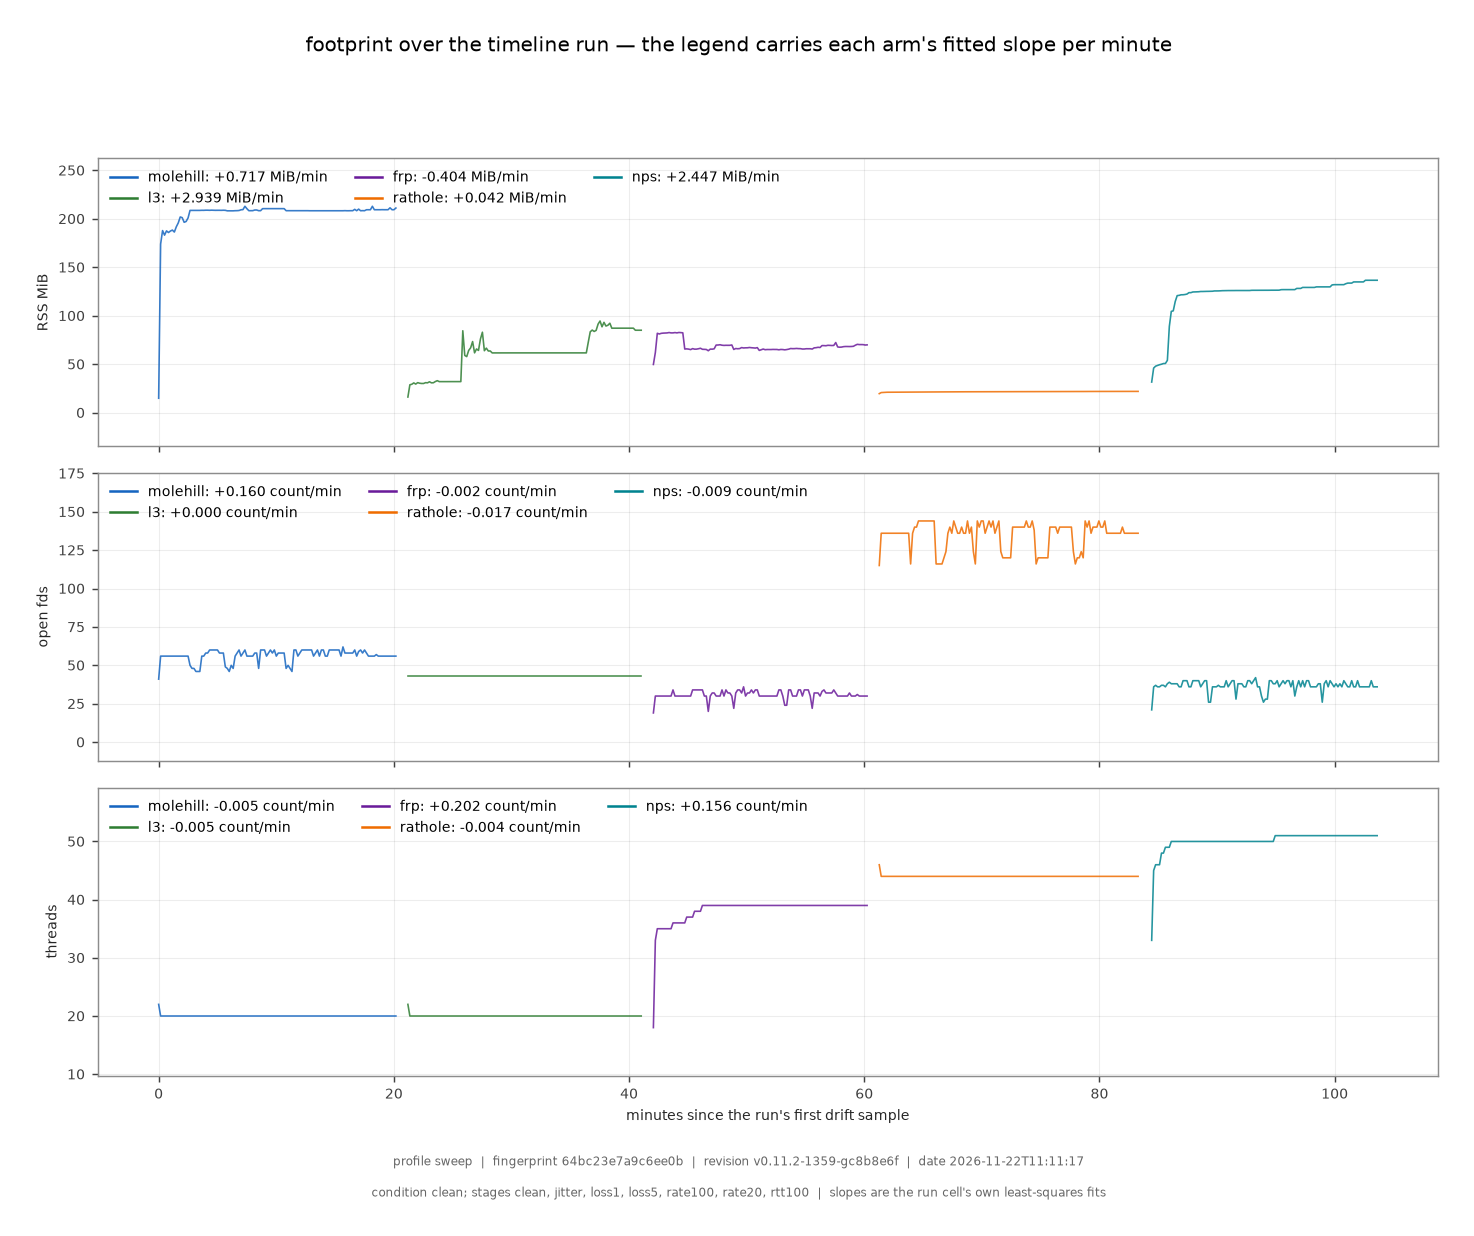 footprint over the timeline run — the legend carries each arm's fitted slope per minute
molehill: +0.717 MiB/min frp: -0.404 MiB/min nps: +2.447 MiB/min
l3: +2.939 MiB/min rathole: +0.042 MiB/min
250
200
150
100
50
0
RSS MiB
molehill: +0.160 count/min frp: -0.002 count/min nps: -0.009 count/min
l3: +0.000 count/min rathole: -0.017 count/min
175
150
125
100
75
50
25
0
open fds
molehill: -0.005 count/min frp: +0.202 count/min nps: +0.156 count/min
l3: -0.005 count/min rathole: -0.004 count/min
50
40
30
20
10
threads
0 20 40 60 80 100
minutes since the run's first drift sample
profile sweep | fingerprint 64bc23e7a9c6ee0b | revision v0.11.2-1359-gc8b8e6f | date 2026-11-22T11:11:17
condition clean; stages clean, jitter, loss1, loss5, rate100, rate20, rtt100 | slopes are the run cell's own least-squares fits